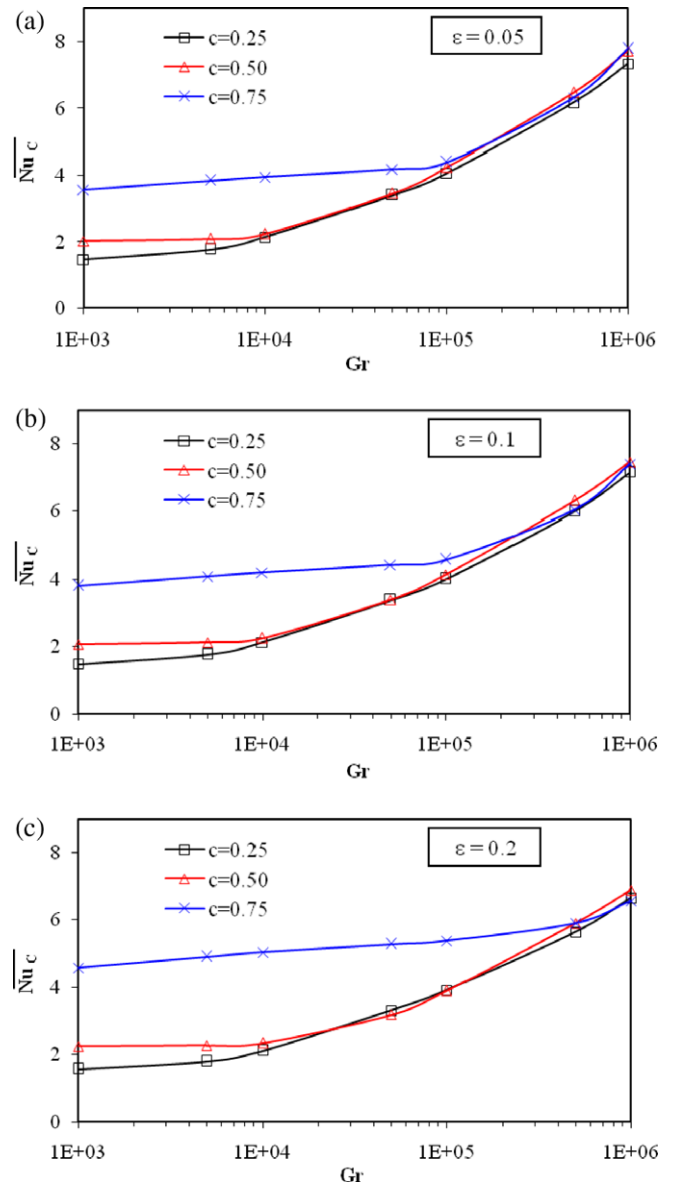 (a)
8
6
4
2
0
Nu C
c=0.25
c=0.50
c=0.75
ε = 0.05
1E+03 1E+04 1E+05 1E+06
Gr
(b)
8
6
4
2
0
Nu C
c=0.25
c=0.50
c=0.75
ε = 0.1
1E+03 1E+04 1E+05 1E+06
Gr
(c)
8
6
4
2
0
Nu C
c=0.25
c=0.50
c=0.75
ε = 0.2
1E+03 1E+04 1E+05 1E+06
Gr